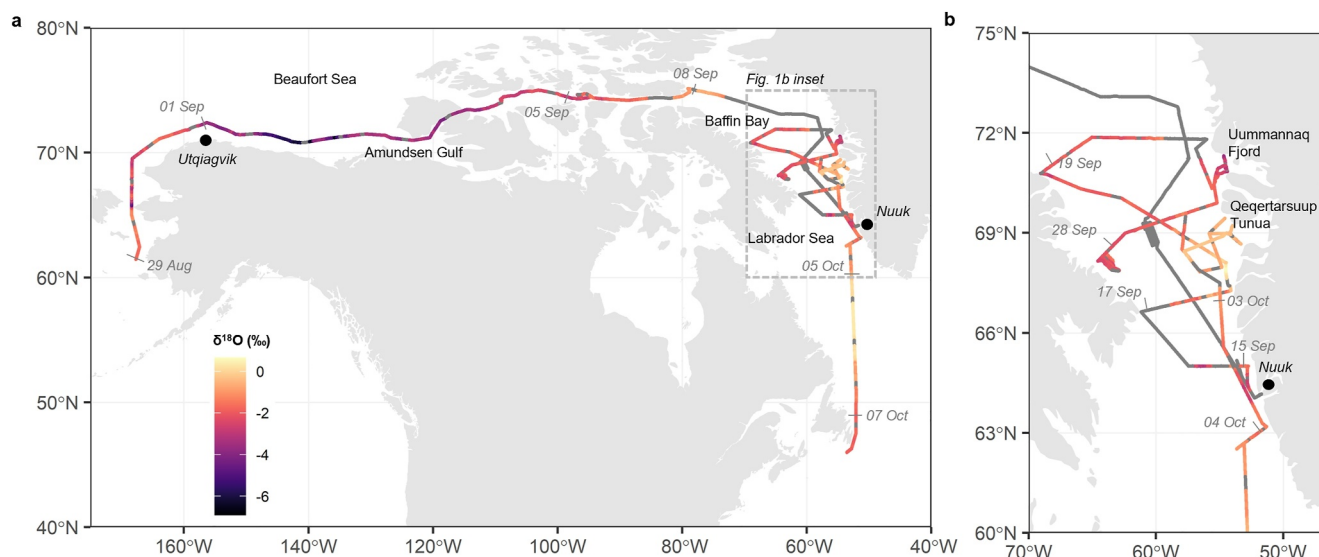 a
80°N
70°N
60°N
50°N
40°N
160°W
140°W
120°W
100°W
80°W
60°W
40°W
Beaufort Sea
01 Sep
Utqiagvik
29 Aug
Amundsen Gulf
05 Sep
08 Sep
Fig. 1b inset
Baffin Bay
Nuuk
Labrador Sea
05 Oct
07 Oct
δ¹⁸O (‰)
0
-2
-4
-6
b
75°N
72°N
69°N
66°N
63°N
60°N
70°W
60°W
50°W
Uummannaq
Fjord
19 Sep
Qeqertarsuup
Tunua
28 Sep
17 Sep
03 Oct
15 Sep
Nuuk
04 Oct